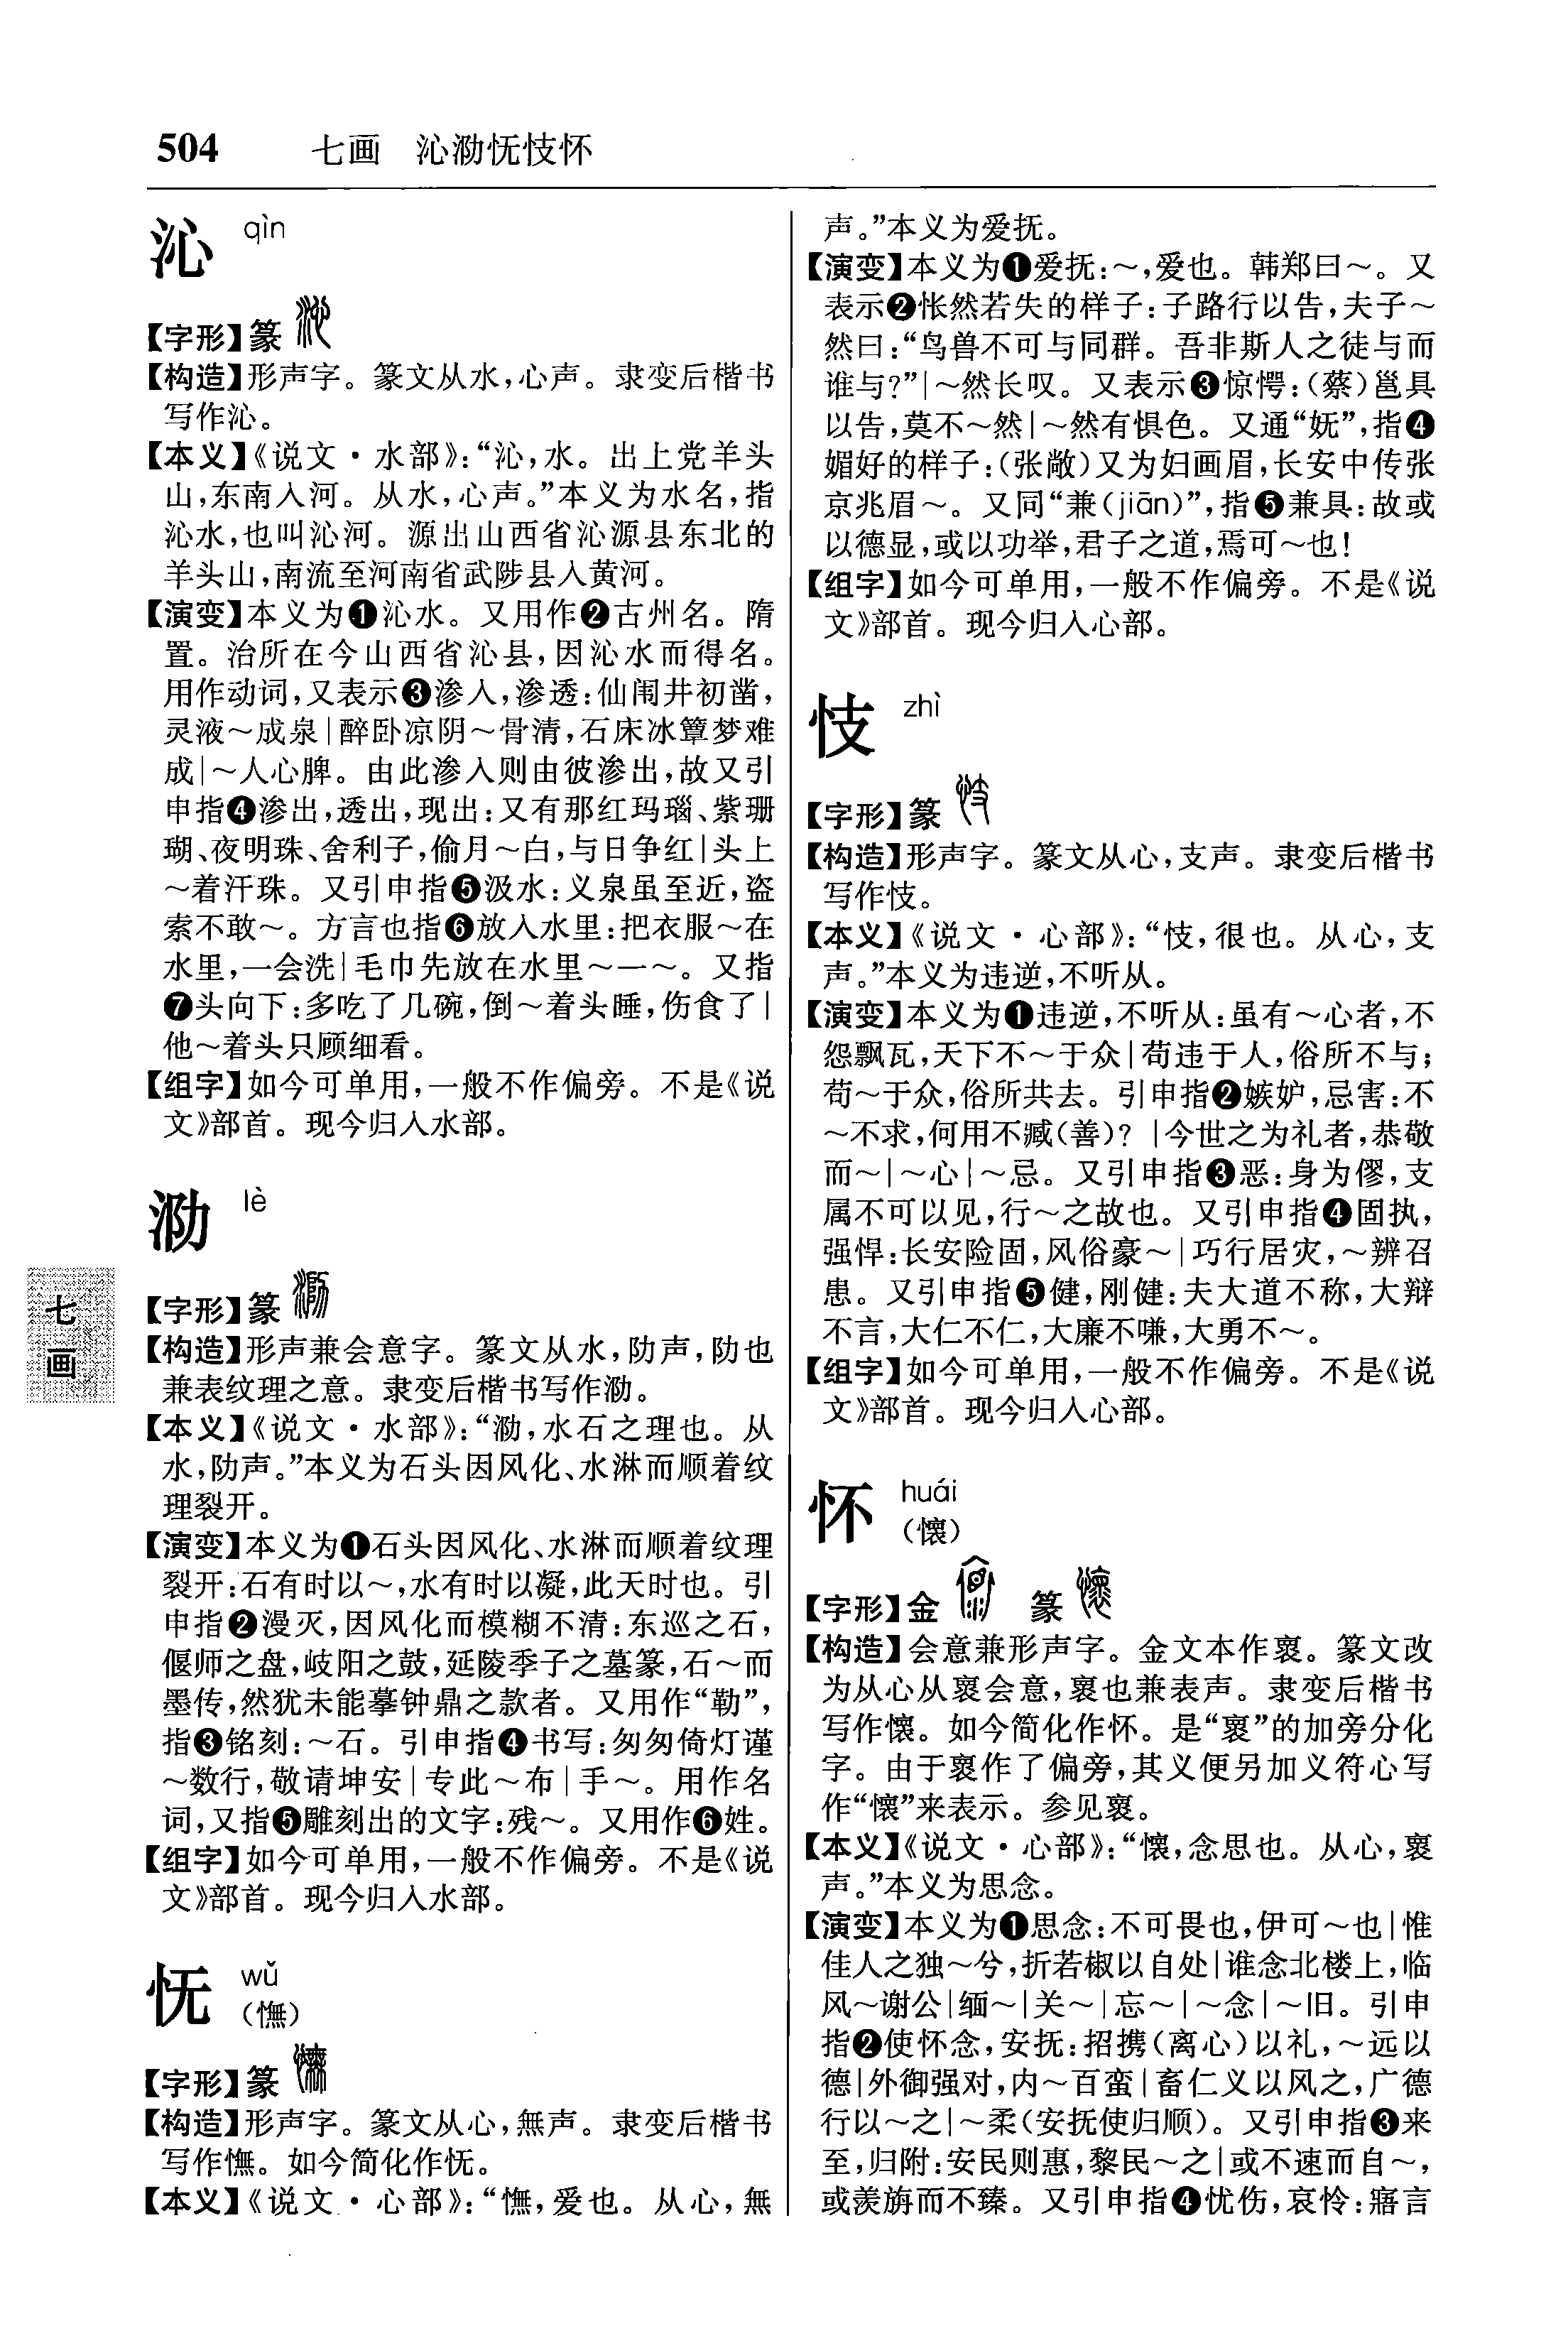 504 七画 沁泐怃忮怀
沁 qìn
【字形】篆
【构造】形声字。篆文从水,心声。隶变后楷书
写作沁。
【本义】《说文·水部》:“沁,水。出上党羊头
山,东南入河。从水,心声。”本义为水名,指
沁水,也叫沁河。源出山西省沁源县东北的
羊头山,南流至河南省武陟县入黄河。
【演变】本义为❶沁水。又用作❷古州名。隋
置。治所在今山西省沁县,因沁水而得名。
用作动词,又表示❸渗入,渗透:仙闱井初凿,
灵液～成泉|醉卧凉阴～骨清,石床冰簟梦难
成|～人心脾。由此渗入则由彼渗出,故又引
申指❹渗出,透出,现出:又有那红玛瑙、紫珊
瑚、夜明珠、舍利子,偷月～白,与日争红|头上
～着汗珠。又引申指❺汲水:义泉虽至近,盗
索不敢～。方言也指❻放入水里:把衣服～在
水里,一会洗|毛巾先放在水里～一～。又指
❼头向下:多吃了几碗,倒～着头睡,伤食了|
他～着头只顾细看。
【组字】如今可单用,一般不作偏旁。不是《说
文》部首。现今归入水部。
泐 lè
【字形】篆
【构造】形声兼会意字。篆文从水,阞声,阞也
兼表纹理之意。隶变后楷书写作泐。
【本义】《说文·水部》:“泐,水石之理也。从
水,阞声。”本义为石头因风化、水淋而顺着纹
理裂开。
【演变】本义为❶石头因风化、水淋而顺着纹理
裂开:石有时以～,水有时以凝,此天时也。引
申指❷漫灭,因风化而模糊不清:东巡之石,
偃师之盘,岐阳之鼓,延陵季子之墓篆,石～而
墨传,然犹未能摹钟鼎之款者。又用作“勒”,
指❸铭刻:～石。引申指❹书写:匆匆倚灯谨
～数行,敬请坤安|专此～布|手～。用作名
词,又指❺雕刻出的文字:残～。又用作❻姓。
【组字】如今可单用,一般不作偏旁。不是《说
文》部首。现今归入水部。
七
画
怃 wǔ
(憮)
【字形】篆
【构造】形声字。篆文从心,無声。隶变后楷书
写作憮。如今简化作怃。
【本义】《说文·心部》:“憮,爱也。从心,無
声。”本义为爱抚。
【演变】本义为❶爱抚:～,爱也。韩郑曰～。又
表示❷怅然若失的样子:子路行以告,夫子～
然曰:“鸟兽不可与同群。吾非斯人之徒与而
谁与?”|～然长叹。又表示❸惊愕:(蔡)邕具
以告,莫不～然|～然有惧色。又通“妩”,指❹
媚好的样子:(张敞)又为妇画眉,长安中传张
京兆眉～。又同“兼(jiān)”,指❺兼具:故或
以德显,或以功举,君子之道,焉可～也!
【组字】如今可单用,一般不作偏旁。不是《说
文》部首。现今归入心部。
忮 zhì
【字形】篆
【构造】形声字。篆文从心,支声。隶变后楷书
写作忮。
【本义】《说文·心部》:“忮,很也。从心,支
声。”本义为违逆,不听从。
【演变】本义为❶违逆,不听从:虽有～心者,不
怨飘瓦,天下不～于众|苟违于人,俗所不与;
苟～于众,俗所共去。引申指❷嫉妒,忌害:不
～不求,何用不臧(善)? |今世之为礼者,恭敬
而～|～心|～忌。又引申指❸恶:身为僇,支
属不可以见,行～之故也。又引申指❹固执,
强悍:长安险固,风俗豪～|巧行居灾,～辨召
患。又引申指❺健,刚健:夫大道不称,大辩
不言,大仁不仁,大廉不嗛,大勇不～。
【组字】如今可单用,一般不作偏旁。不是《说
文》部首。现今归入心部。
怀 huái
(懷)
【字形】金 篆
【构造】会意兼形声字。金文本作褱。篆文改
为从心从褱会意,褱也兼表声。隶变后楷书
写作懷。如今简化作怀。是“褱”的加旁分化
字。由于褱作了偏旁,其义便另加义符心写
作“懷”来表示。参见褱。
【本义】《说文·心部》:“懷,念思也。从心,褱
声。”本义为思念。
【演变】本义为❶思念:不可畏也,伊可～也|惟
佳人之独～兮,折若椒以自处|谁念北楼上,临
风～谢公|缅～|关～|忘～|～念|～旧。引申
指❷使怀念,安抚:招携(离心)以礼,～远以
德|外御强对,内～百蛮|畜仁义以风之,广德
行以～之|～柔(安抚使归顺)。又引申指❸来
至,归附:安民则惠,黎民～之|或不速而自～,
或羡旃而不臻。又引申指❹忧伤,哀怜:寤言